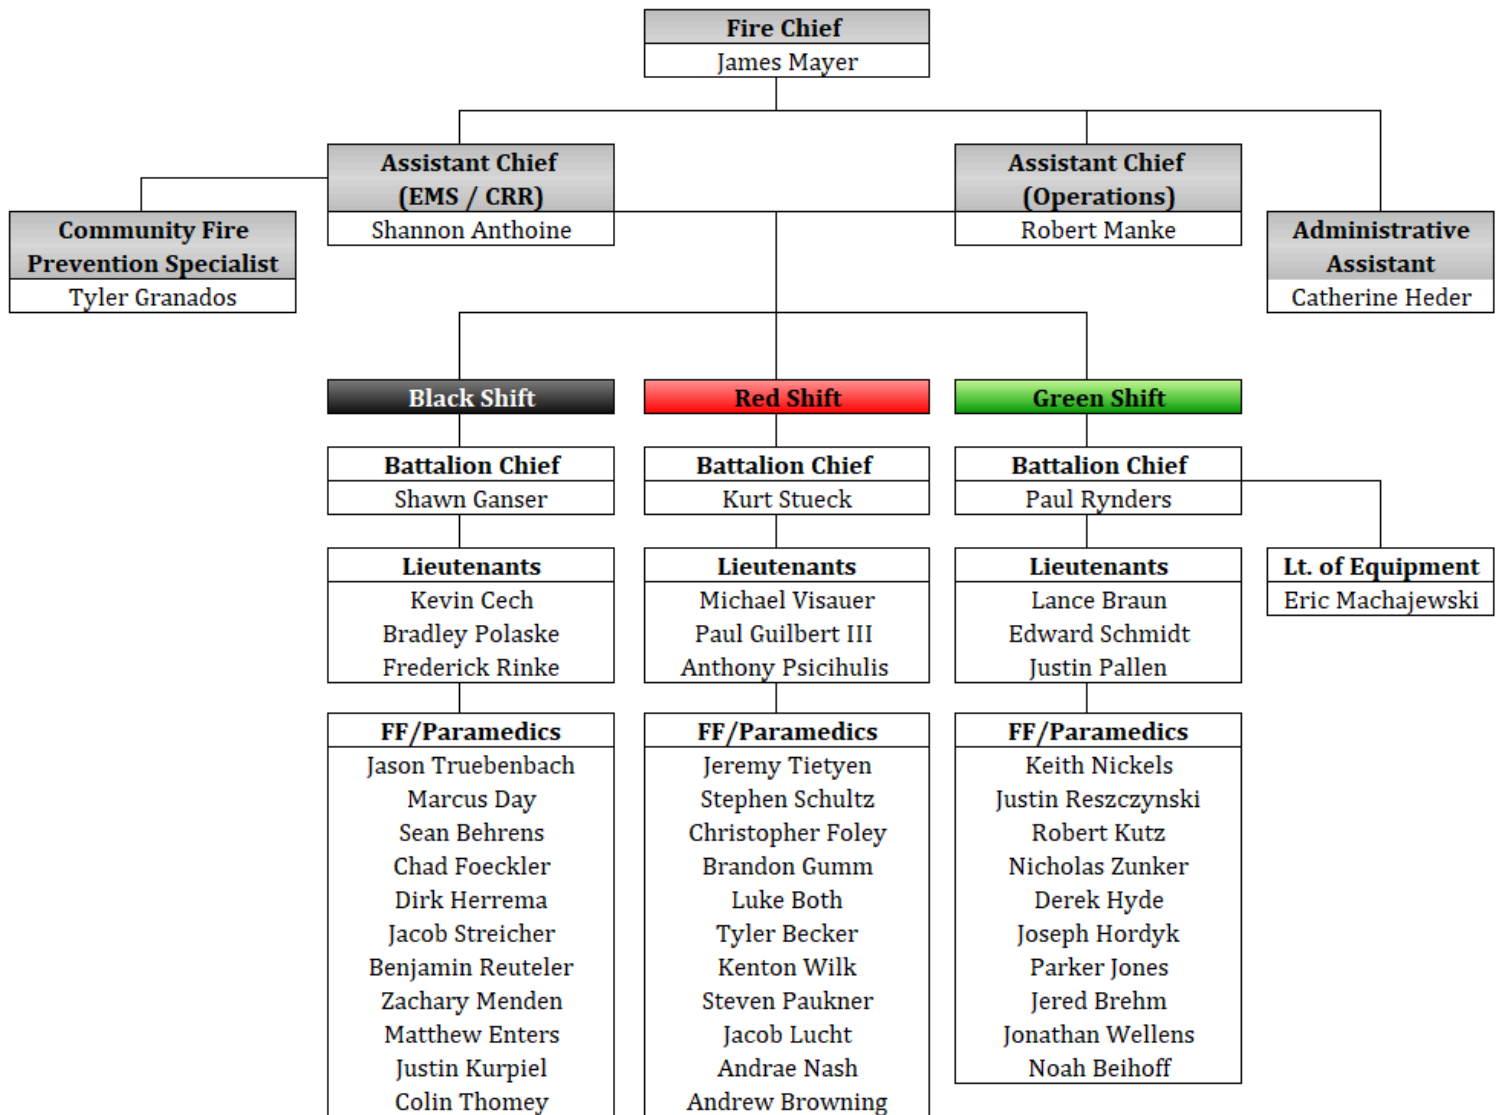 Fire Chief
James Mayer
Assistant Chief
(EMS / CRR)
Shannon Anthoine
Assistant Chief
(Operations)
Robert Manke
Community Fire
Prevention Specialist
Tyler Granados
Administrative
Assistant
Catherine Heder
Black Shift
Battalion Chief
Shawn Ganser
Lieutenants
Kevin Cech
Bradley Polaske
Frederick Rinke
FF/Paramedics
Jason Truebenbach
Marcus Day
Sean Behrens
Chad Foeckler
Dirk Herrema
Jacob Streicher
Benjamin Reuteler
Zachary Menden
Matthew Enters
Justin Kurpiel
Colin Thomey
Red Shift
Battalion Chief
Kurt Stueck
Lieutenants
Michael Visauer
Paul Guilbert III
Anthony Psicihulis
FF/Paramedics
Jeremy Tietyen
Stephen Schultz
Christopher Foley
Brandon Gumm
Luke Both
Tyler Becker
Kenton Wilk
Steven Paukner
Jacob Lucht
Andrae Nash
Andrew Browning
Green Shift
Battalion Chief
Paul Rynders
Lieutenants
Lance Braun
Edward Schmidt
Justin Pallen
FF/Paramedics
Keith Nickels
Justin Reszczynski
Robert Kutz
Nicholas Zunker
Derek Hyde
Joseph Hordyk
Parker Jones
Jered Brehm
Jonathan Wellens
Noah Beihoff
Lt. of Equipment
Eric Machajewski